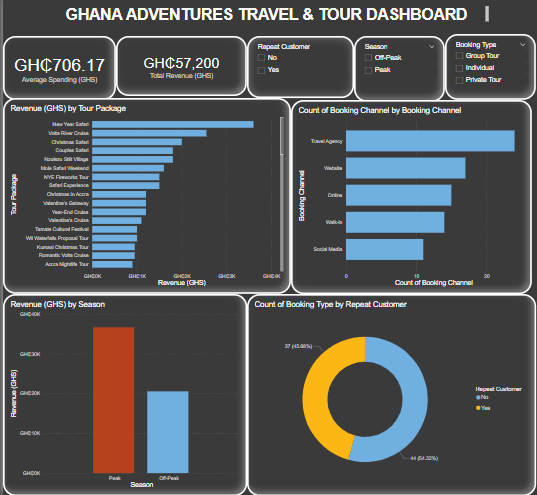 GHANA ADVENTURES TRAVEL & TOUR DASHBOARD
GH₵706.17
Average Spending (GHS)
GH₵57,200
Total Revenue (GHS)
Repeat Customer
No
Yes
Season
Off-Peak
Peak
Booking Type
Group Tour
Individual
Private Tour
Revenue (GHS) by Tour Package
Tour Package
New Year Safari
Volta River Cruise
Christmas Safari
Couples Safari
Nzulezu Stilt Village
Mole Safari Weekend
NYE Fireworks Tour
Safari Experience
Christmas in Accra
Valentine's Getaway
Year-End Cruise
Valentine's Cruise
Tamale Cultural Festival
Wli Waterfalls Proposal Tour
Kumasi Christmas Tour
Romantic Volta Cruise
Accra Nightlife Tour
GH₵0K GH₵1K GH₵2K GH₵3K GH₵4K
Revenue (GHS)
Count of Booking Channel by Booking Channel
Booking Channel
Travel Agency
Website
Online
Walk-in
Social Media
0 10 20
Count of Booking Channel
Revenue (GHS) by Season
Revenue (GHS)
GH₵40K
GH₵30K
GH₵20K
GH₵10K
GH₵0K
Peak Off-Peak
Season
Count of Booking Type by Repeat Customer
37 (45.68%)
44 (54.32%)
Repeat Customer
No
Yes